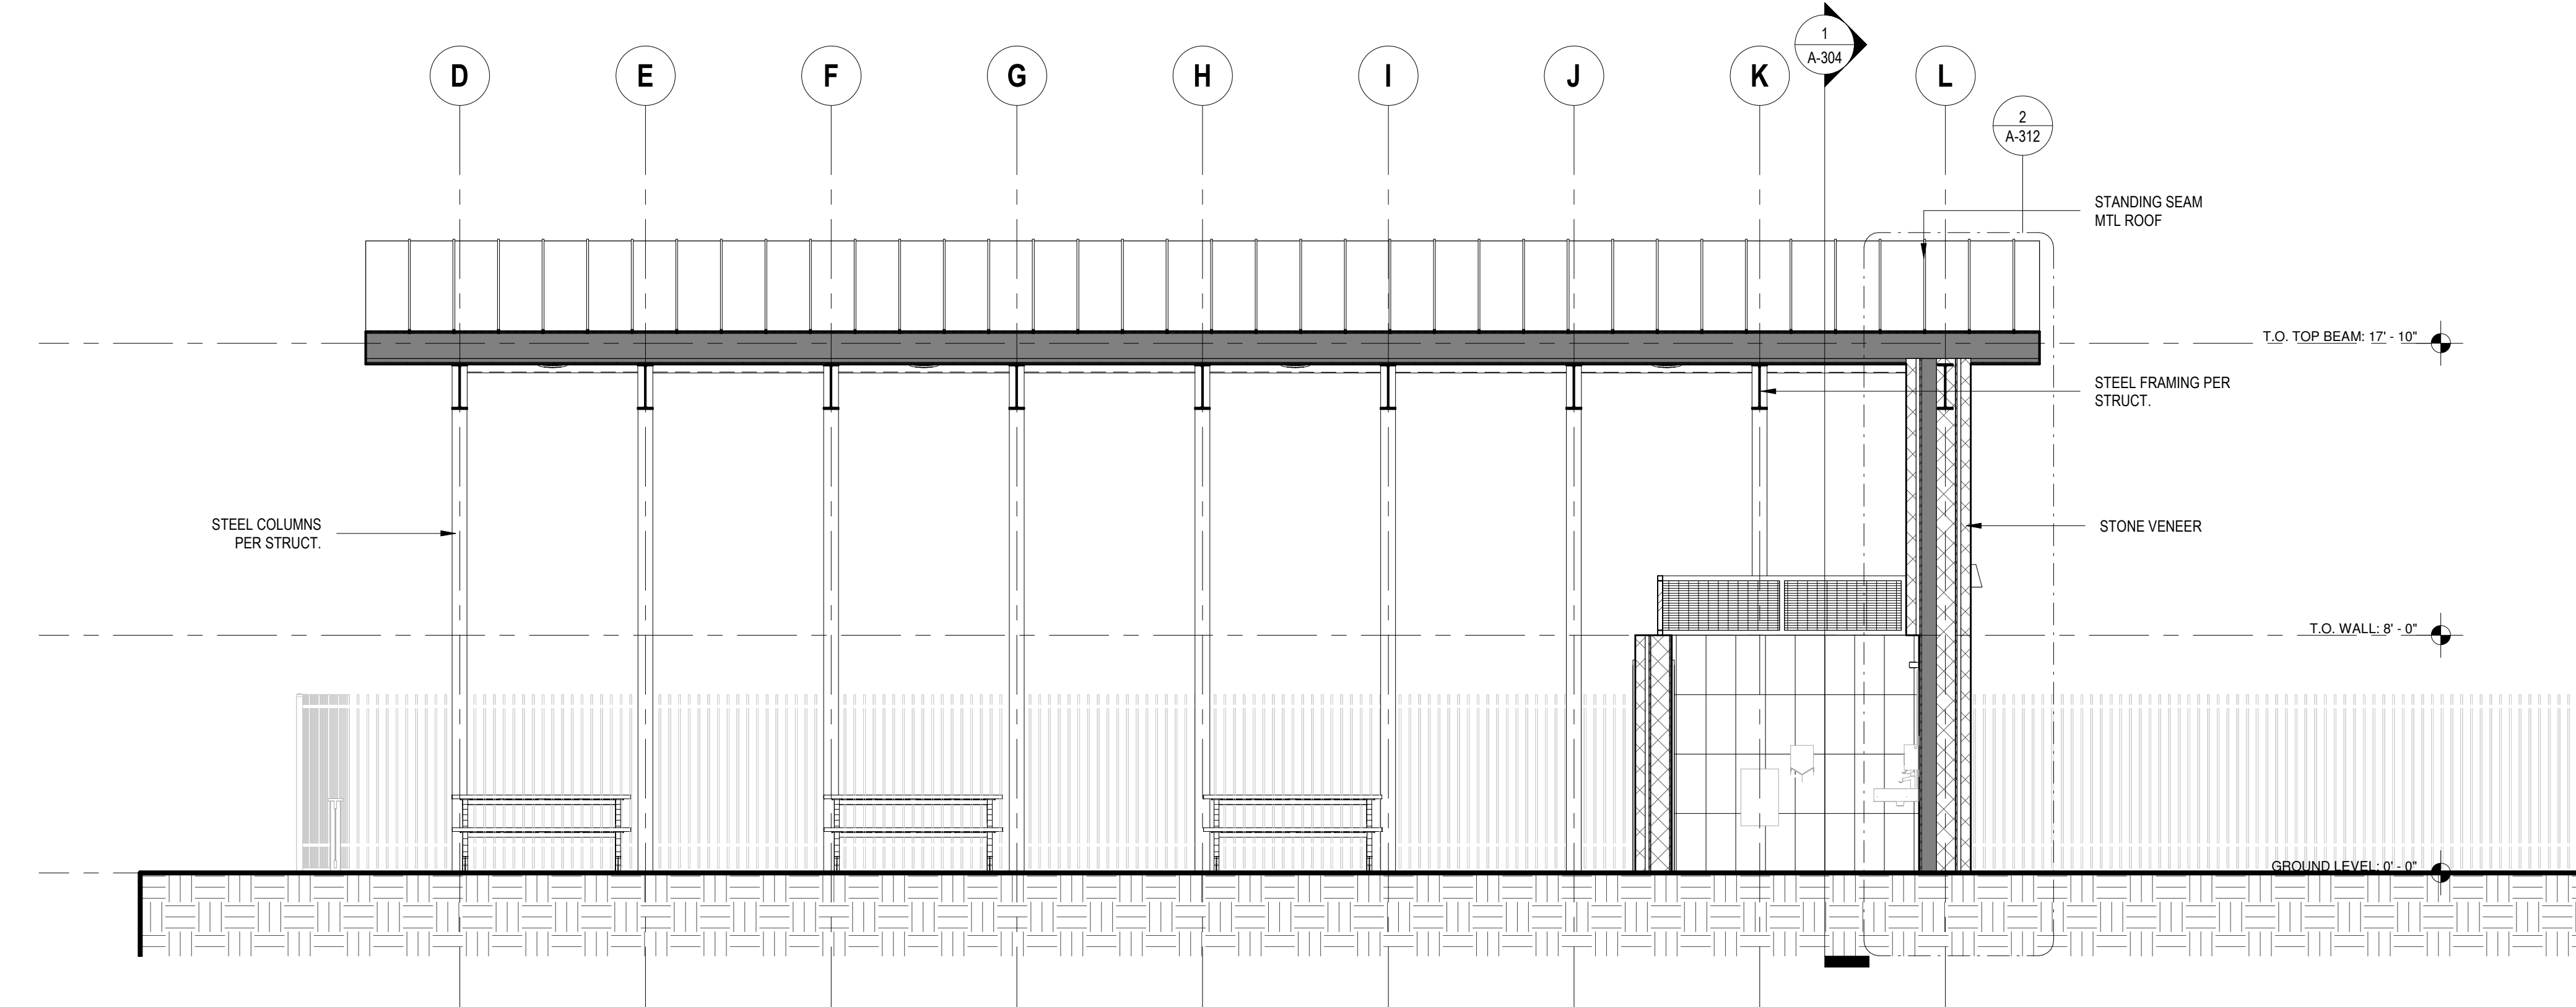 1
A-304
D
E
F
G
H
I
J
K
L
2
A-312
STANDING SEAM
MTL ROOF
T.O. TOP BEAM: 17' - 10"
STEEL FRAMING PER
STRUCT.
STEEL COLUMNS
PER STRUCT.
STONE VENEER
T.O. WALL: 8' - 0"
GROUND LEVEL: 0' - 0"